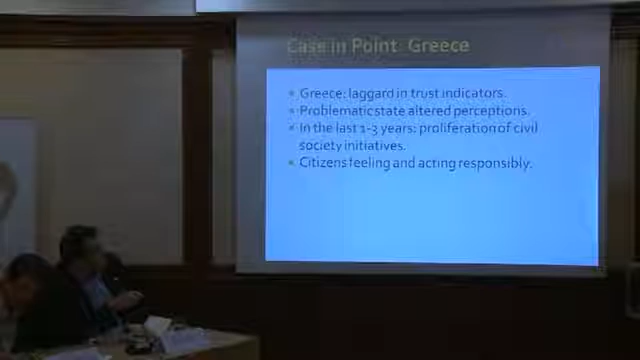 Case in Point: Greece
Greece: laggard in trust indicators.
Problematic state altered perceptions.
In the last 1-3 years: proliferation of civil
society initiatives.
Citizens feeling and acting responsibly.